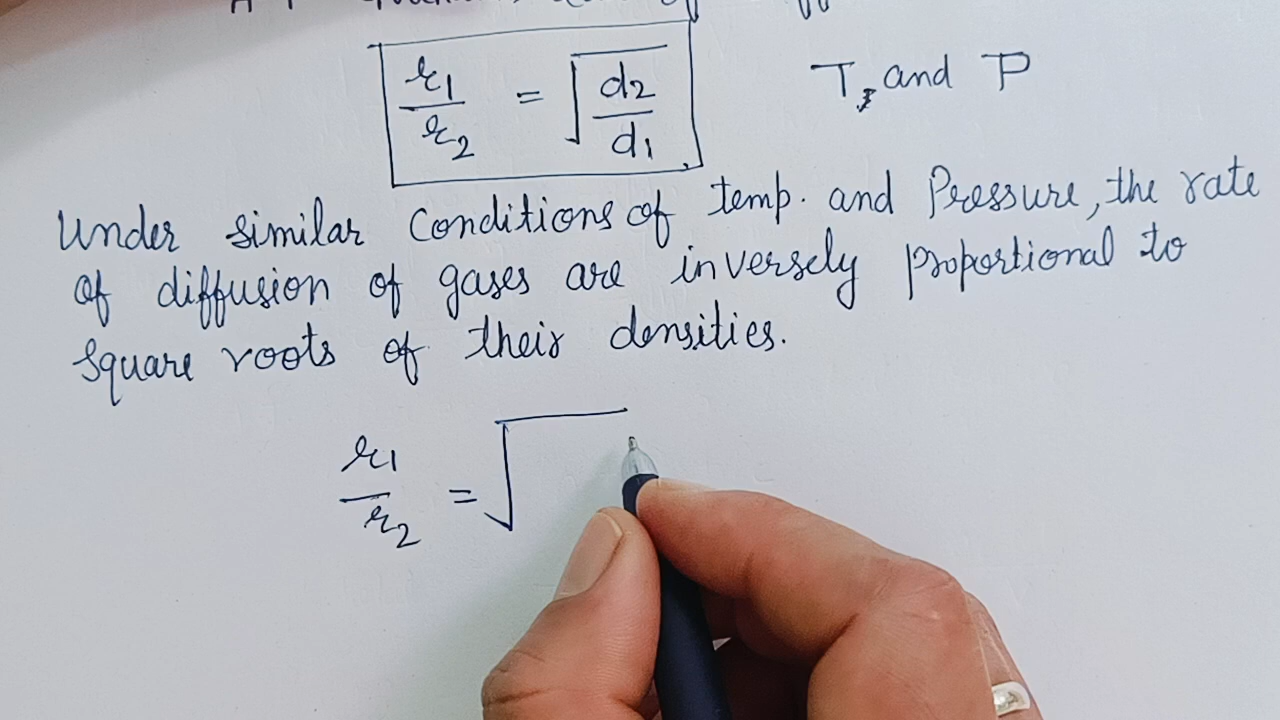 r1/r2 = √d2/d1
T, and P
Under similar Conditions of temp. and Pressure, the rate
of diffusion of gases are inversely proportional to
Square roots of their densities.
r1/r2 = √